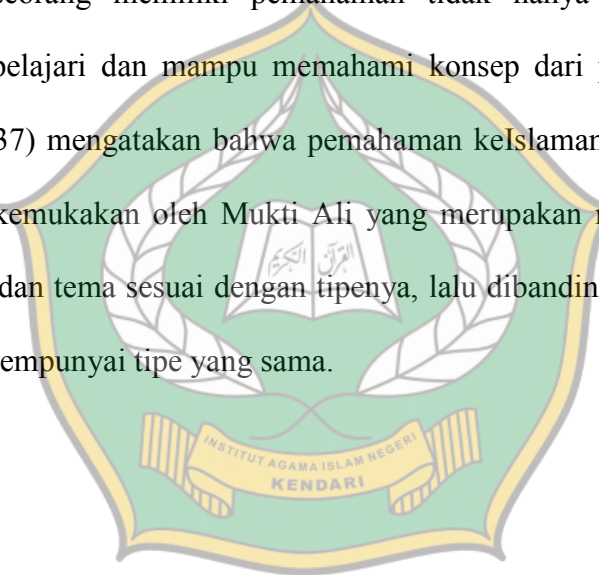 seorang memiliki pemahaman tidak hanya
pelajari dan mampu memahami konsep dari
37) mengatakan bahwa pemahaman keIslaman
kemukakan oleh Mukti Ali yang merupakan
القرآن الكريم
dan tema sesuai dengan tipenya, lalu dibandin
empunyai tipe yang sama.
INSTITUT AGAMA ISLAM NEGERI
KENDARI